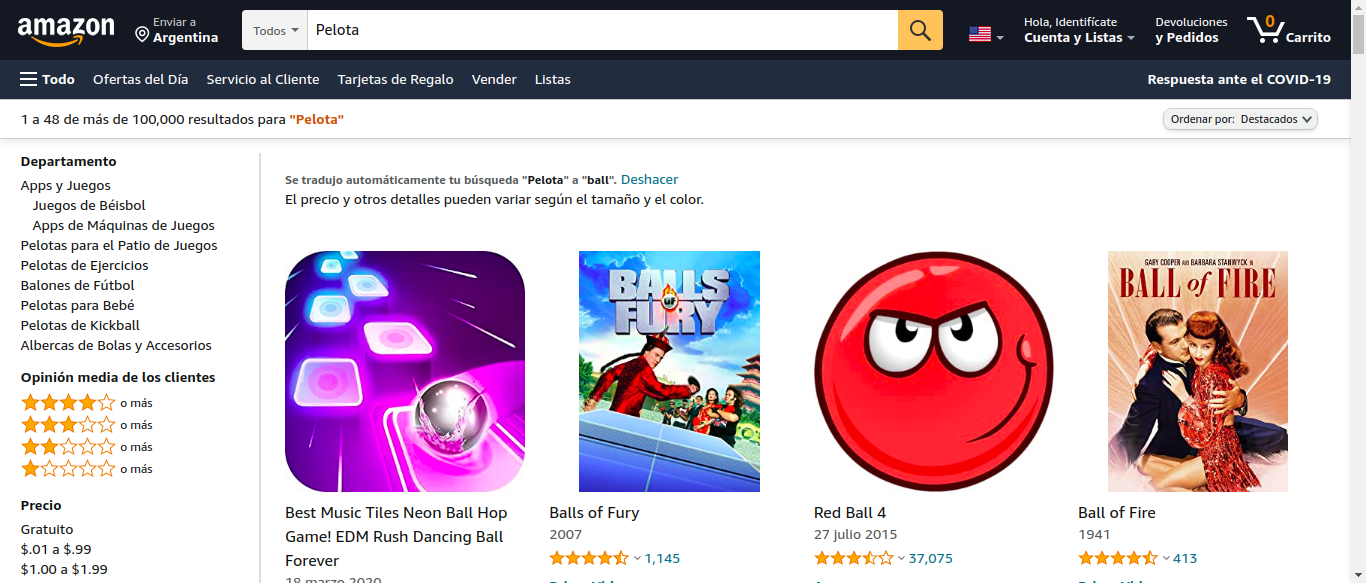 amazon
Enviar a
Argentina
Todos
Pelota
Hola, Identifícate
Cuenta y Listas
Devoluciones
y Pedidos
0
Carrito
Todo
Ofertas del Día
Servicio al Cliente
Tarjetas de Regalo
Vender
Listas
Respuesta ante el COVID-19
1 a 48 de más de 100,000 resultados para "Pelota"
Ordenar por: Destacados
Departamento
Apps y Juegos
Juegos de Béisbol
Apps de Máquinas de Juegos
Pelotas para el Patio de Juegos
Pelotas de Ejercicios
Balones de Fútbol
Pelotas para Bebé
Pelotas de Kickball
Albercas de Bolas y Accesorios
Opinión media de los clientes
o más
o más
o más
o más
Precio
Gratuito
$.01 a $.99
$1.00 a $1.99
Se tradujo automáticamente tu búsqueda "Pelota" a "ball". Deshacer
El precio y otros detalles pueden variar según el tamaño y el color.
Best Music Tiles Neon Ball Hop
Game! EDM Rush Dancing Ball
Forever
18 marzo 2020
BALLS
OF
FURY
Balls of Fury
2007
1,145
Red Ball 4
27 julio 2015
37,075
GARY COOPER AND BARBARA STANWYCK IN
BALL of FIRE
Ball of Fire
1941
413